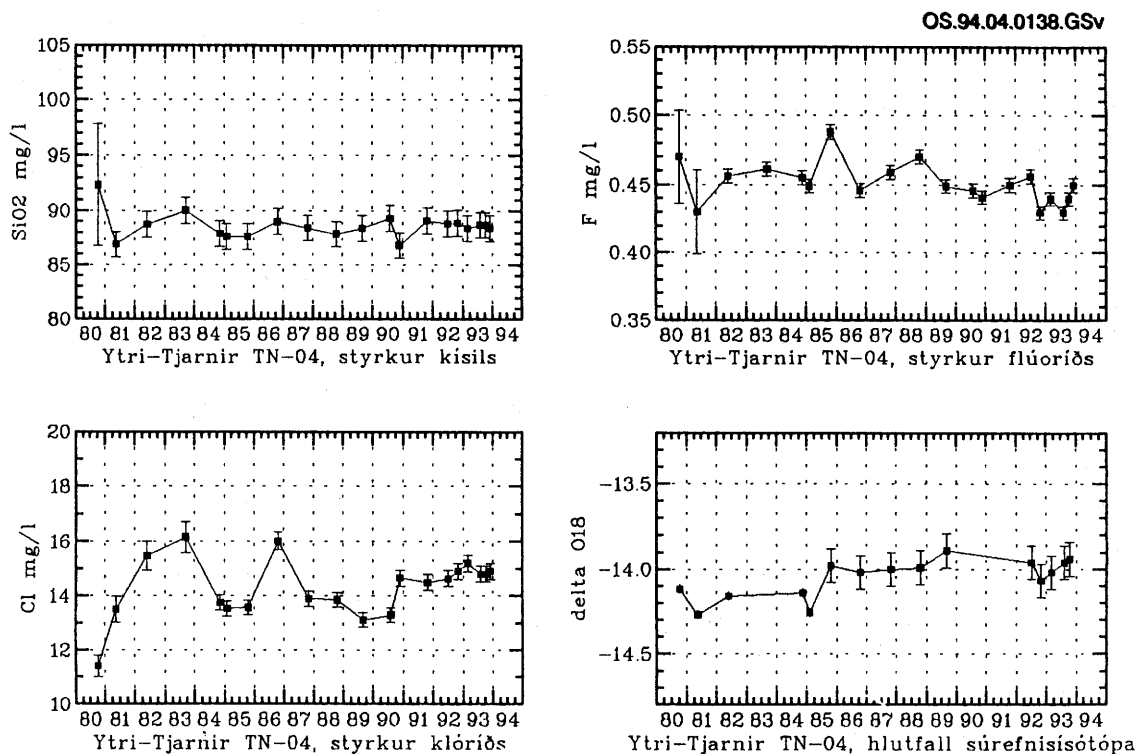 OS.94.04.0138.GSv
105
100
95
90
85
80
SiO2 mg/l
80 81 82 83 84 85 86 87 88 89 90 91 92 93 94
Ytri-Tjarnir TN-04, styrkur kísils
0.55
0.50
0.45
0.40
0.35
F mg/l
80 81 82 83 84 85 86 87 88 89 90 91 92 93 94
Ytri-Tjarnir TN-04, styrkur flúoríðs
20
18
16
14
12
10
Cl mg/l
80 81 82 83 84 85 86 87 88 89 90 91 92 93 94
Ytri-Tjarnir TN-04, styrkur klóríðs
-13.5
-14.0
-14.5
delta O18
80 81 82 83 84 85 86 87 88 89 90 91 92 93 94
Ytri-Tjarnir TN-04, hlutfall súrefnisísótópa